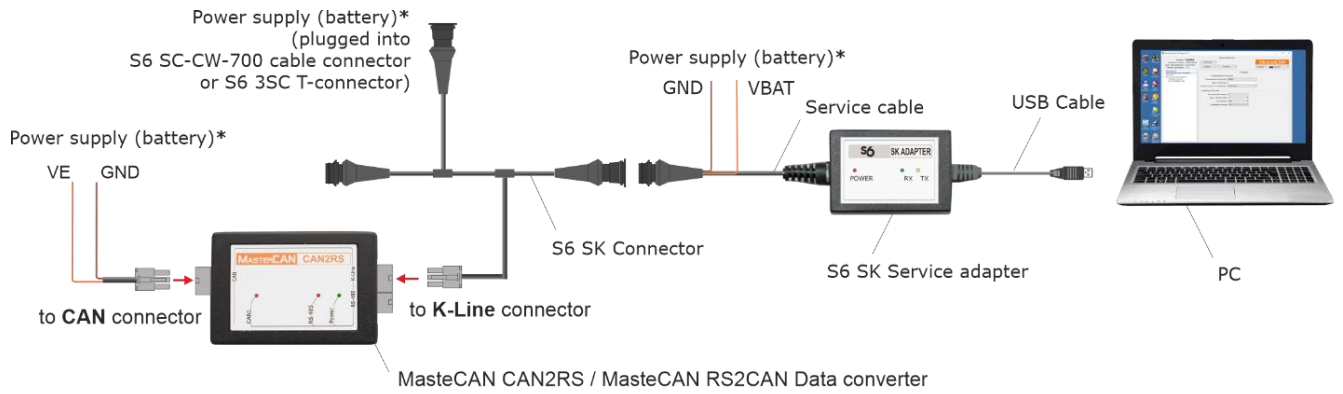 Power supply (battery)*
(plugged into
S6 SC-CW-700 cable connector
or S6 3SC T-connector)
Power supply (battery)*
GND VBAT
Service cable
USB Cable
Power supply (battery)*
VE GND
S6 SK ADAPTER
POWER RX TX
S6 SK Connector
S6 SK Service adapter
PC
MASTERCAN CAN2RS
CAN
RS-485 K-Line
CAN1
RS-485
Power
to CAN connector
to K-Line connector
MasteCAN CAN2RS / MasteCAN RS2CAN Data converter